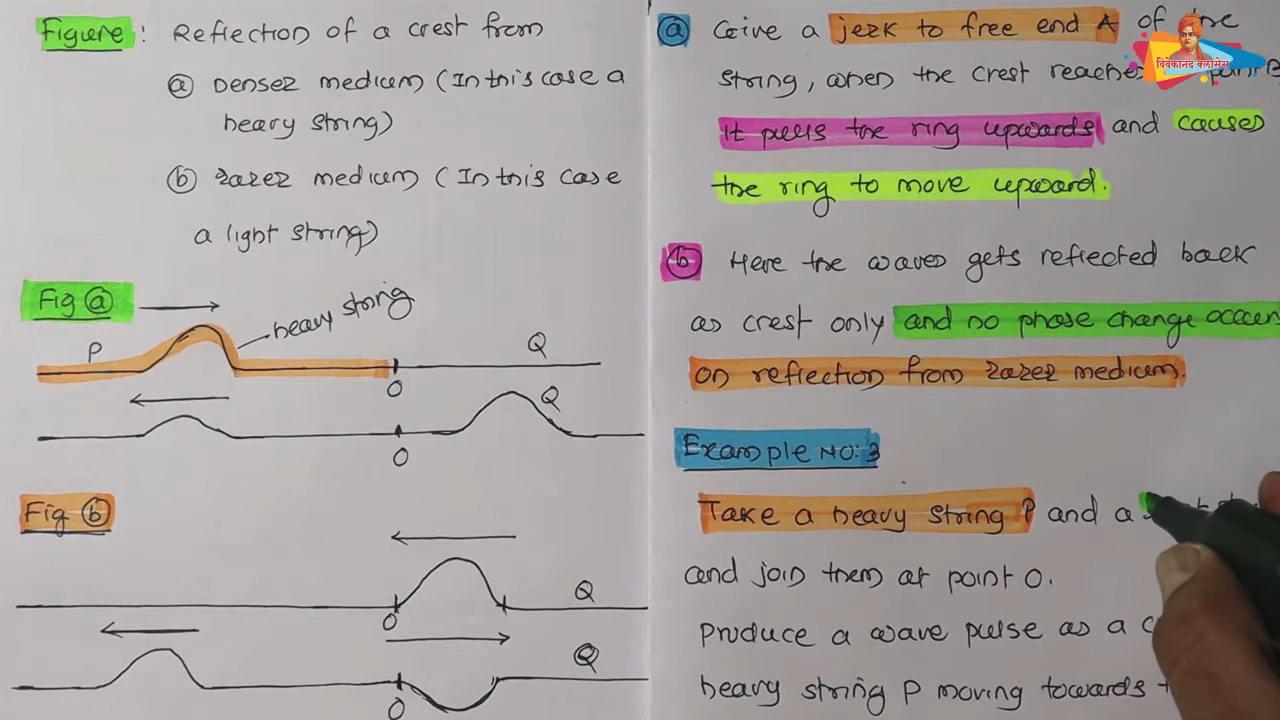 Figure : Reflection of a crest from
ⓐ Denser medium (In this case a
heavy string)
ⓑ rarer medium (In this case
a light string)
Fig ⓐ
heavy string
P
Q
O
Q
O
Fig ⓑ
Q
O
Q
O
ⓐ Give a jerk to free end A of the
string, when the crest reaches
It pulls the ring upwards and causes
the ring to move upward.
ⓑ Here the waves gets reflected back
as crest only and no phase change occurs
on reflection from rarer medium.
Example NO: 3
Take a heavy string P and a
and join them at point O.
Produce a wave pulse as a
heavy string P moving towards
विवेकानंद क्लासेस